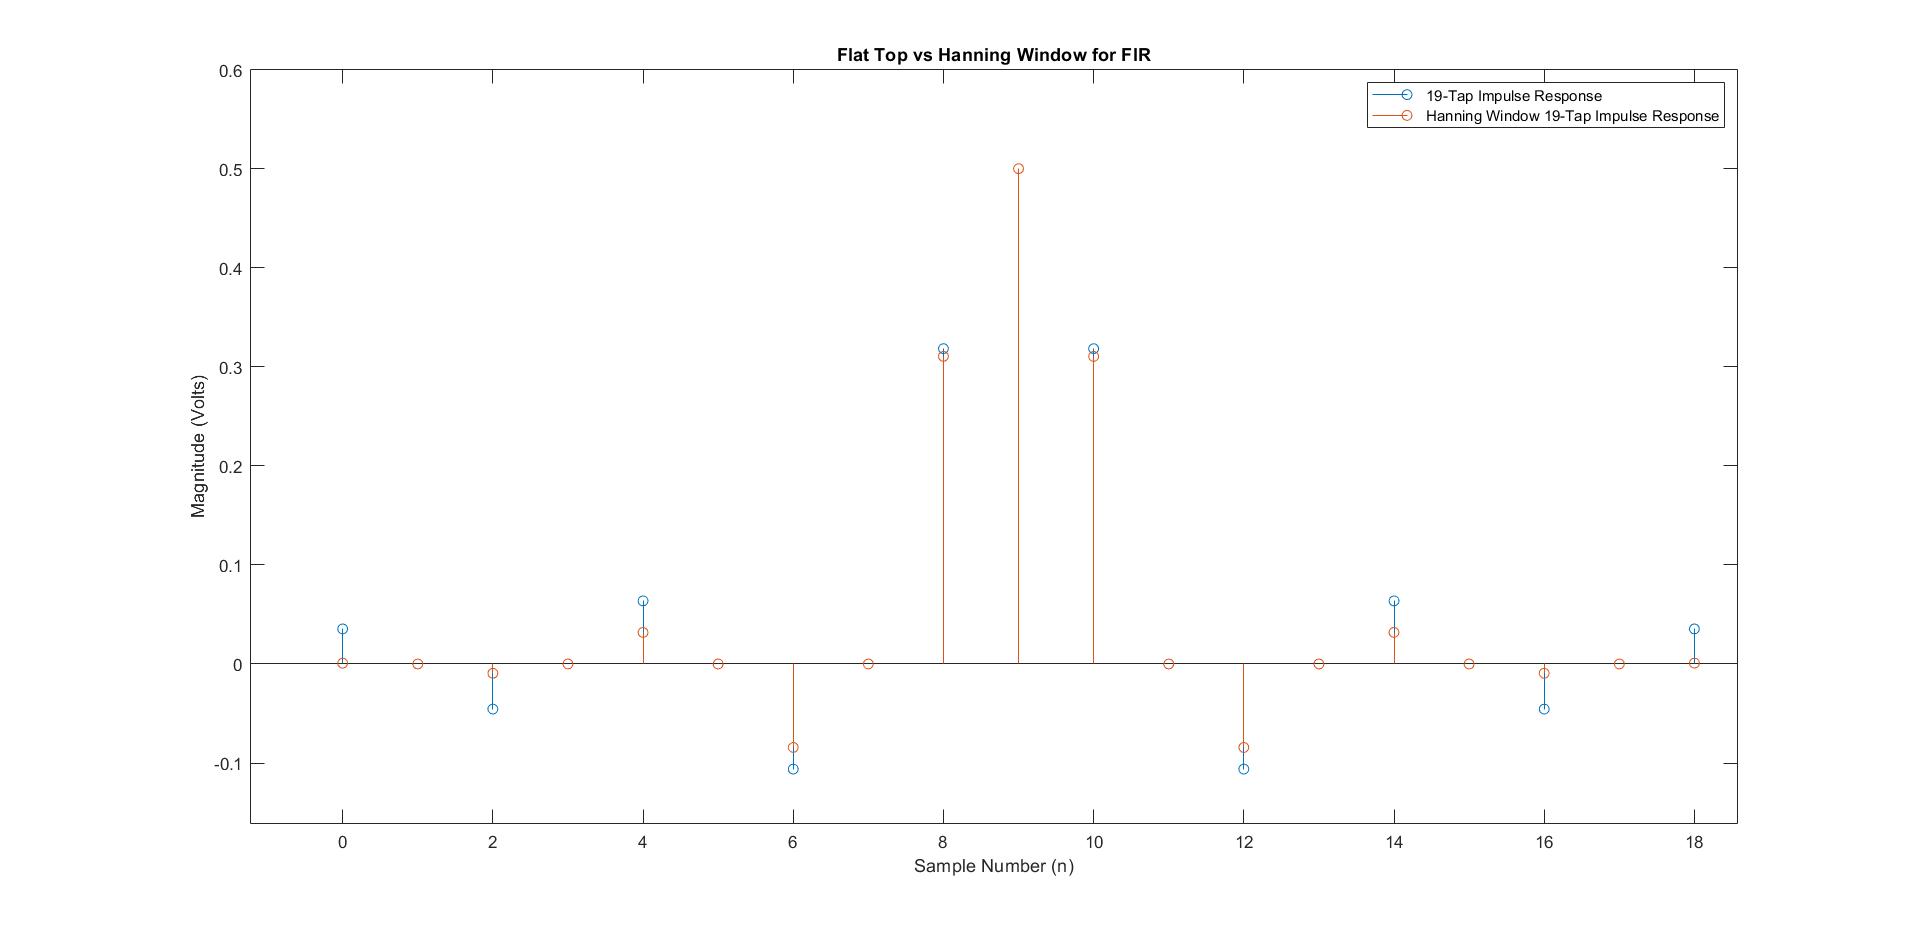 Flat Top vs Hanning Window for FIR
19-Tap Impulse Response
Hanning Window 19-Tap Impulse Response
0.6
0.5
0.4
0.3
0.2
0.1
0
-0.1
Magnitude (Volts)
0 2 4 6 8 10 12 14 16 18
Sample Number (n)